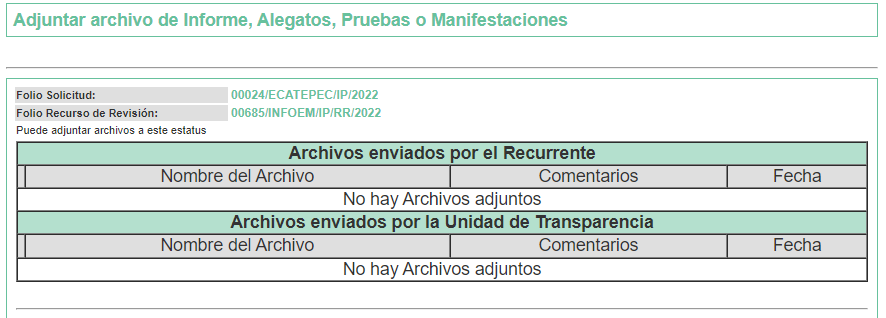 Adjuntar archivo de Informe, Alegatos, Pruebas o Manifestaciones
Folio Solicitud: 00024/ECATEPEC/IP/2022
Folio Recurso de Revisión: 00685/INFOEM/IP/RR/2022
Puede adjuntar archivos a este estatus
Archivos enviados por el Recurrente
Nombre del Archivo Comentarios Fecha
No hay Archivos adjuntos
Archivos enviados por la Unidad de Transparencia
Nombre del Archivo Comentarios Fecha
No hay Archivos adjuntos